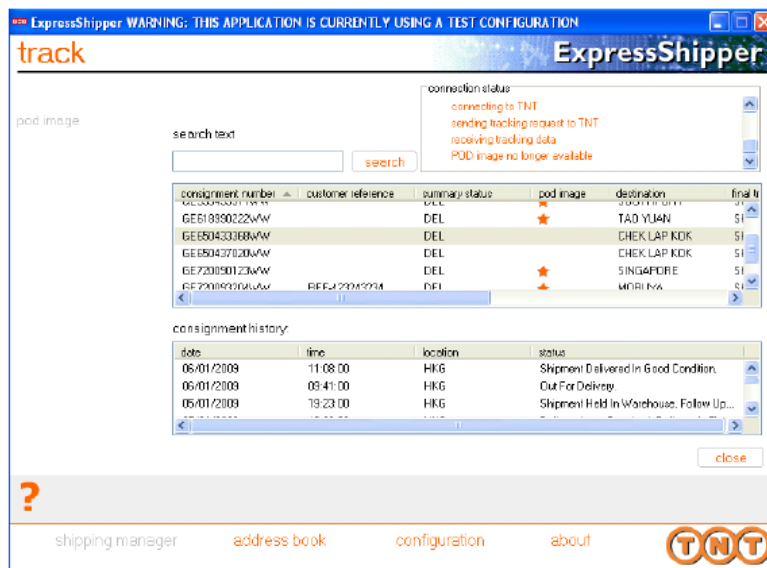 ExpressShipper WARNING: THIS APPLICATION IS CURRENTLY USING A TEST CONFIGURATION
track
ExpressShipper
connection status
connecting to TNT
sending tracking request to TNT
receiving tracking data
POD image no longer available
pod image
search text
search
consignment number customer reference summary status pod image destination final tr
DEL
GE618990222WW DEL TAO YUAN
GE650433368WW DEL CHEK LAP KOK
GE650437020WW DEL CHEK LAP KOK
GE720090123WW DEL SINGAPORE
DEL
consignment history:
date time location status
06/01/2009 11:08:00 HKG Shipment Delivered In Good Condition.
06/01/2009 09:41:00 HKG Out For Delivery.
05/01/2009 19:23:00 HKG Shipment Held In Warehouse. Follow Up...
close
?
shipping manager address book configuration about
TNT